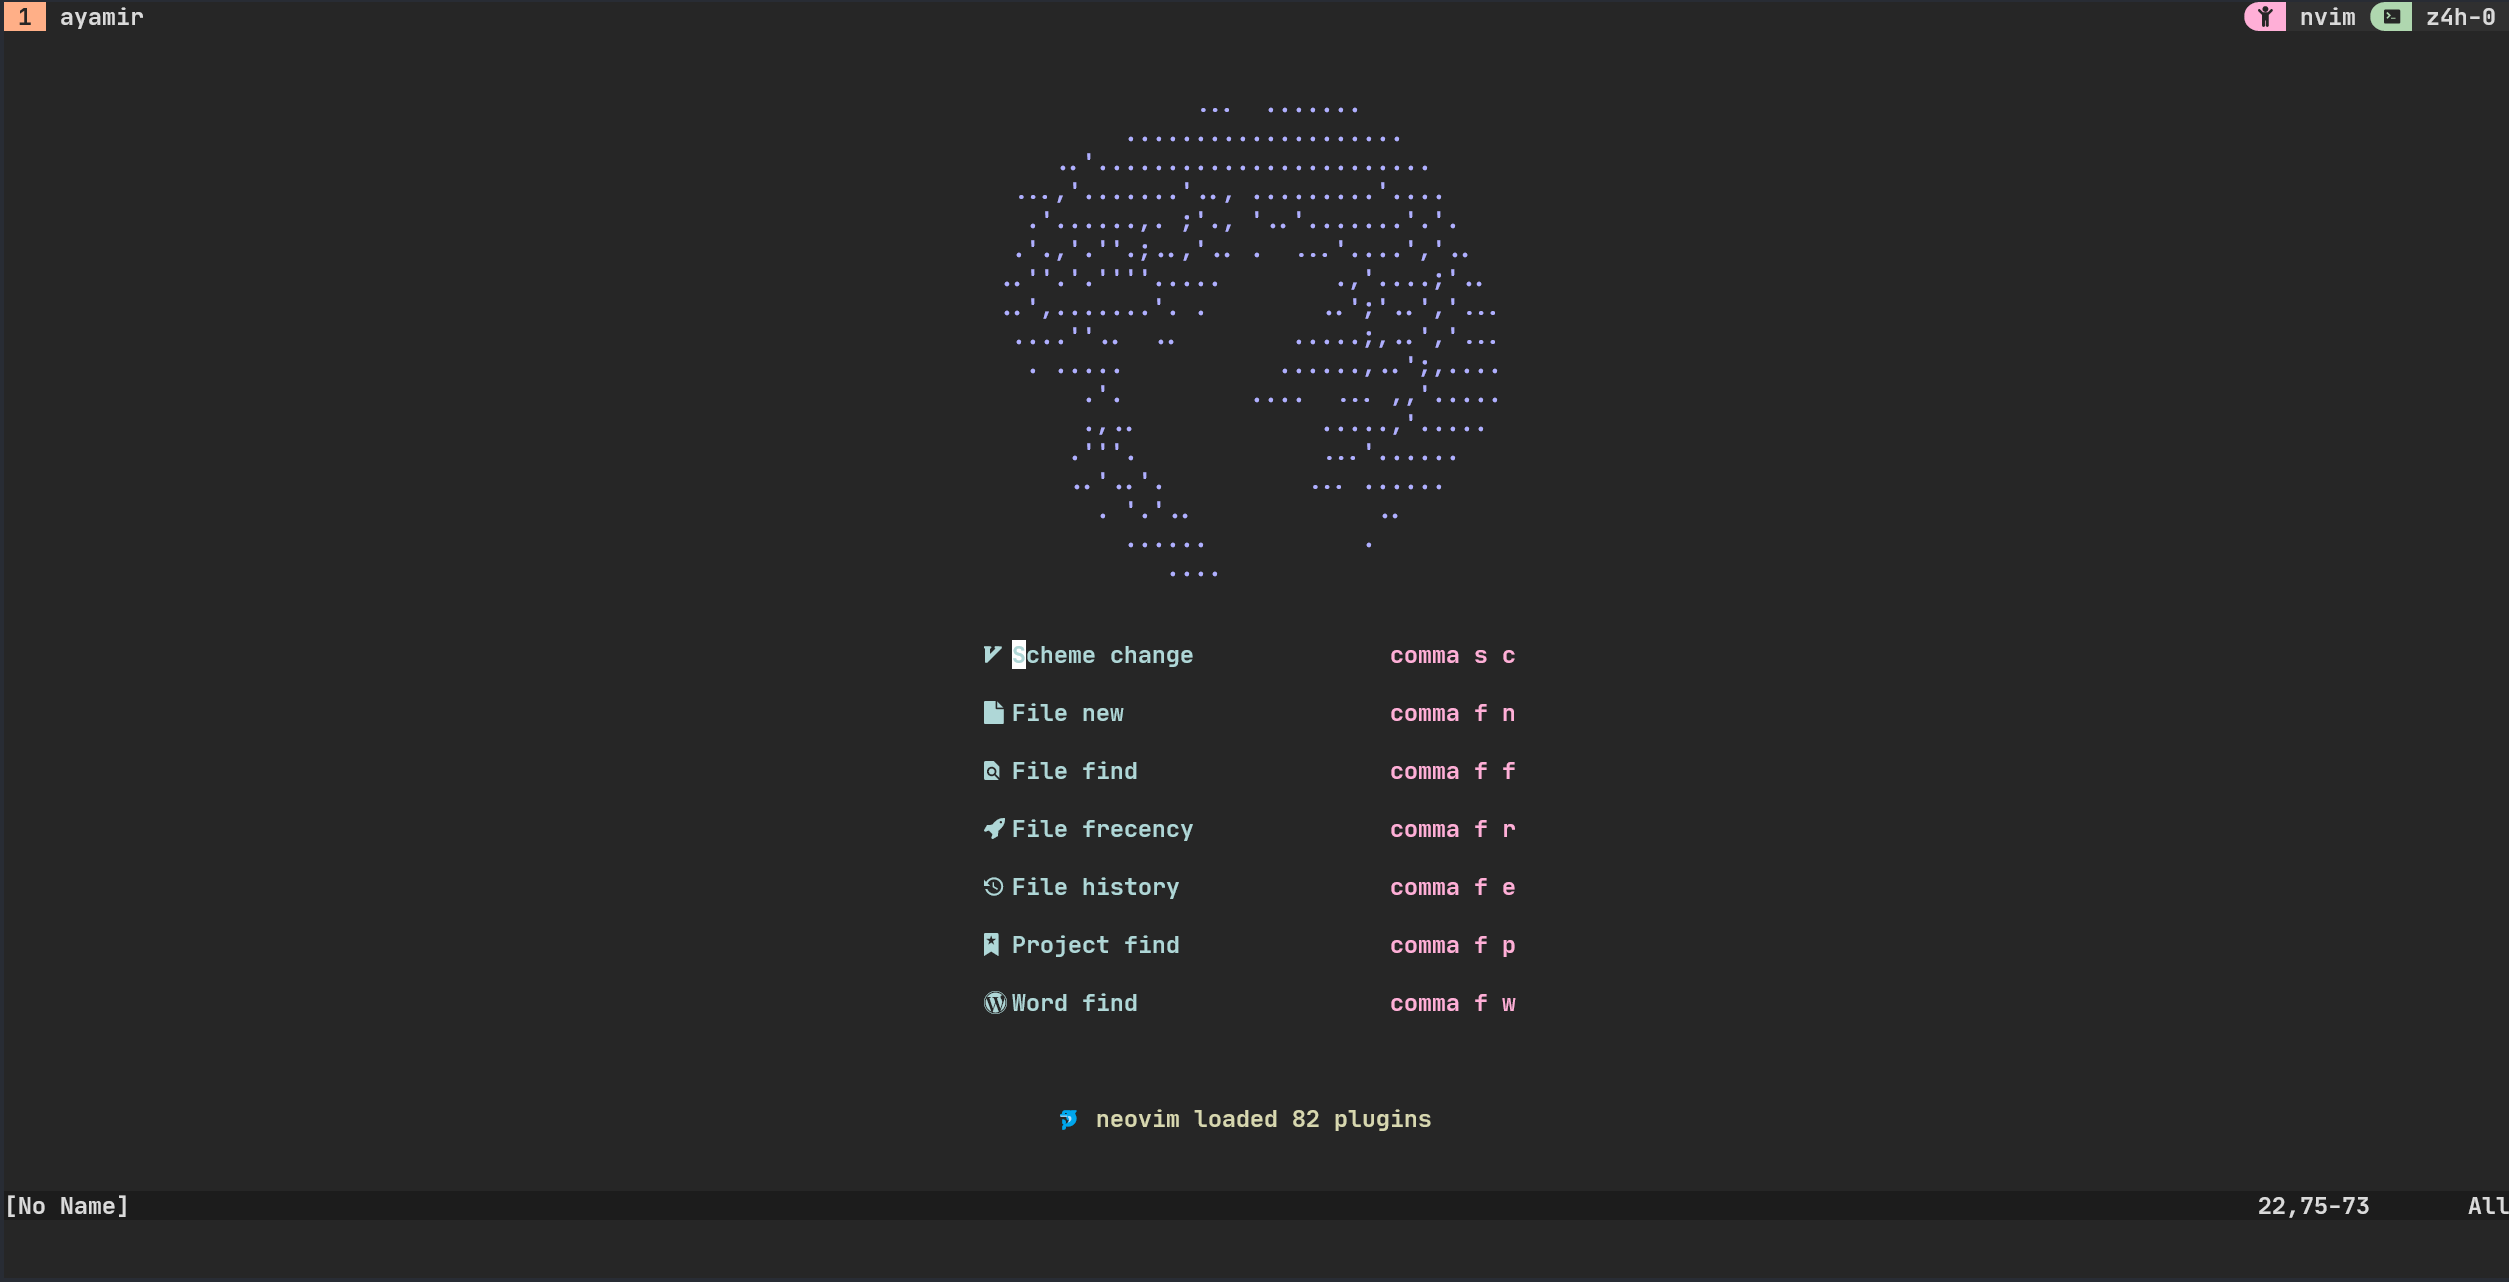 1 ayamir nvim z4h-0
Scheme change comma s c
File new comma f n
File find comma f f
File frecency comma f r
File history comma f e
Project find comma f p
Word find comma f w
neovim loaded 82 plugins
[No Name] 22,75-73 All